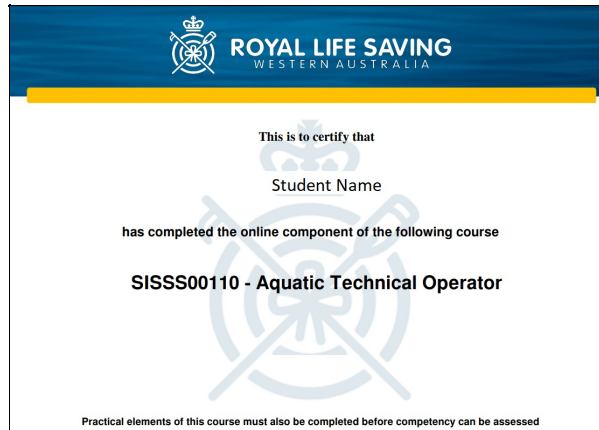 ROYAL LIFE SAVING
WESTERN AUSTRALIA
This is to certify that
Student Name
has completed the online component of the following course
SISSS00110 - Aquatic Technical Operator
Practical elements of this course must also be completed before competency can be assessed